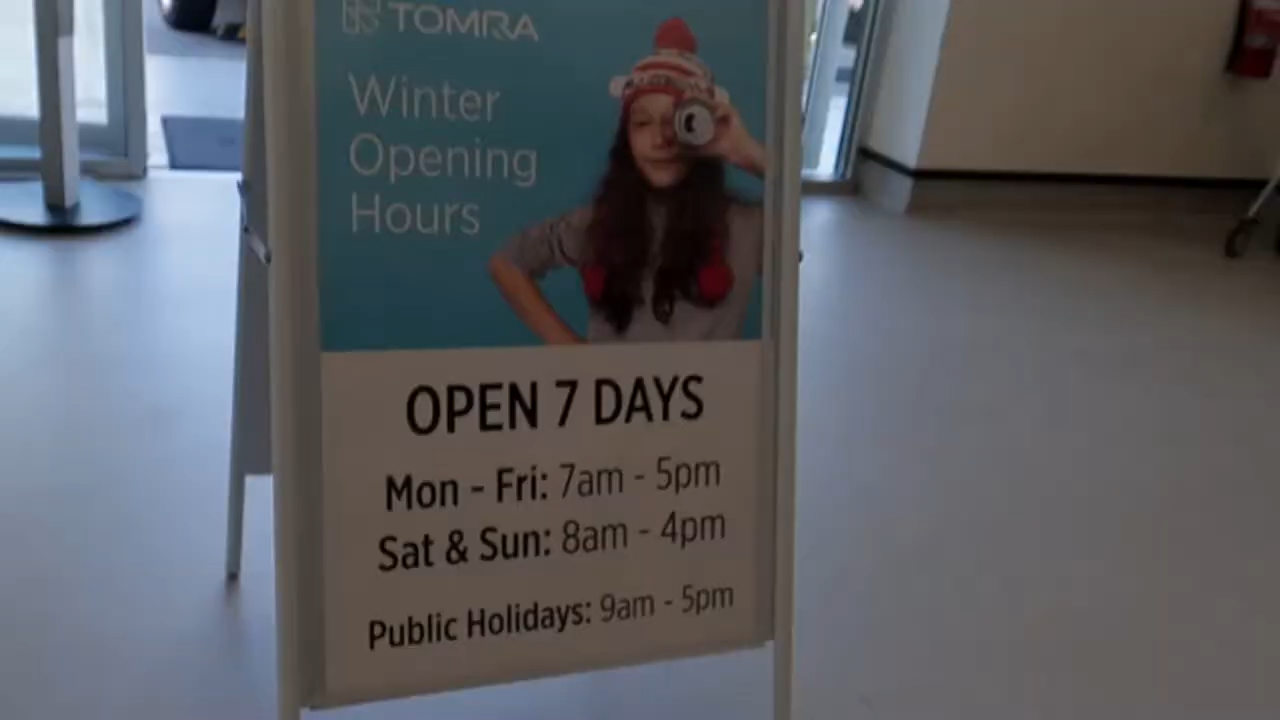 TOMRA
Winter
Opening
Hours
OPEN 7 DAYS
Mon - Fri: 7am - 5pm
Sat & Sun: 8am - 4pm
Public Holidays: 9am - 5pm